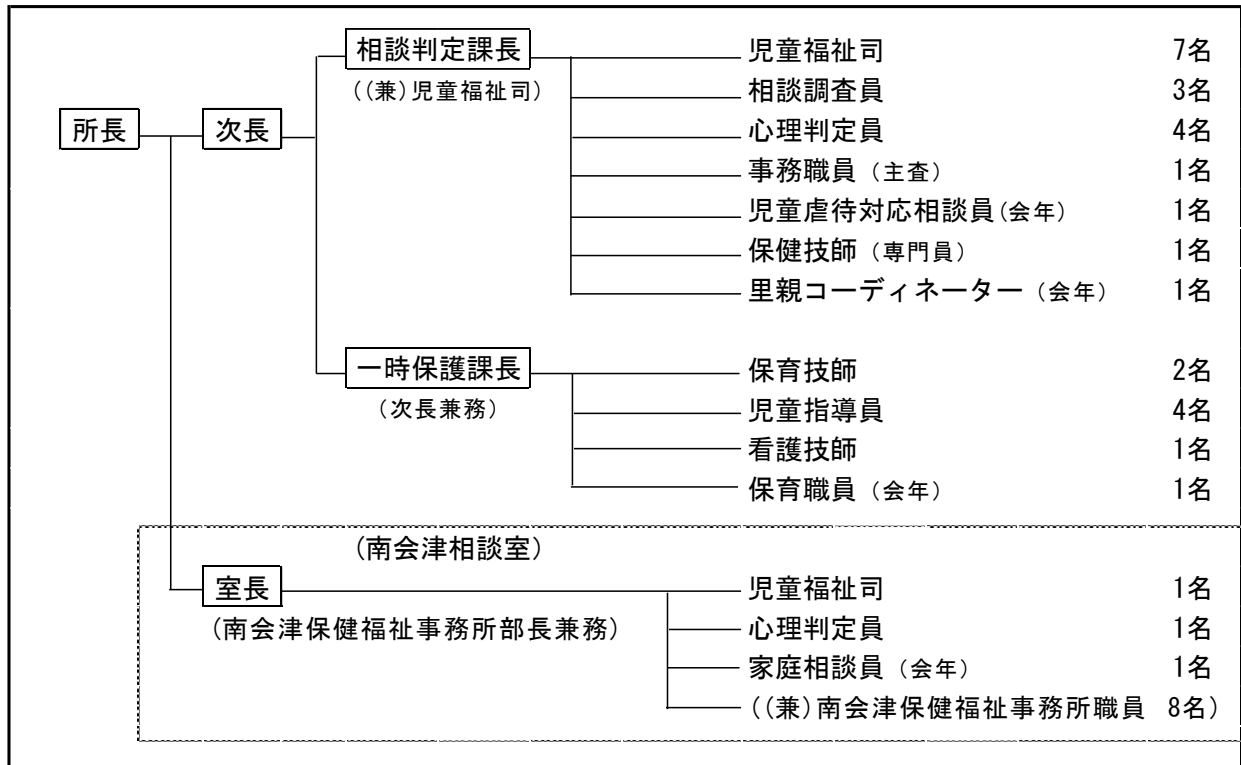 相談判定課長
((兼)児童福祉司)
児童福祉司 7名
相談調査員 3名
所長 次長 心理判定員 4名
事務職員(主査) 1名
児童虐待対応相談員(会年) 1名
保健技師(専門員) 1名
里親コーディネーター(会年) 1名
一時保護課長
(次長兼務)
保育技師 2名
児童指導員 4名
看護技師 1名
保育職員(会年) 1名
(南会津相談室)
室長
(南会津保健福祉事務所部長兼務)
児童福祉司 1名
心理判定員 1名
家庭相談員(会年) 1名
((兼)南会津保健福祉事務所職員 8名)